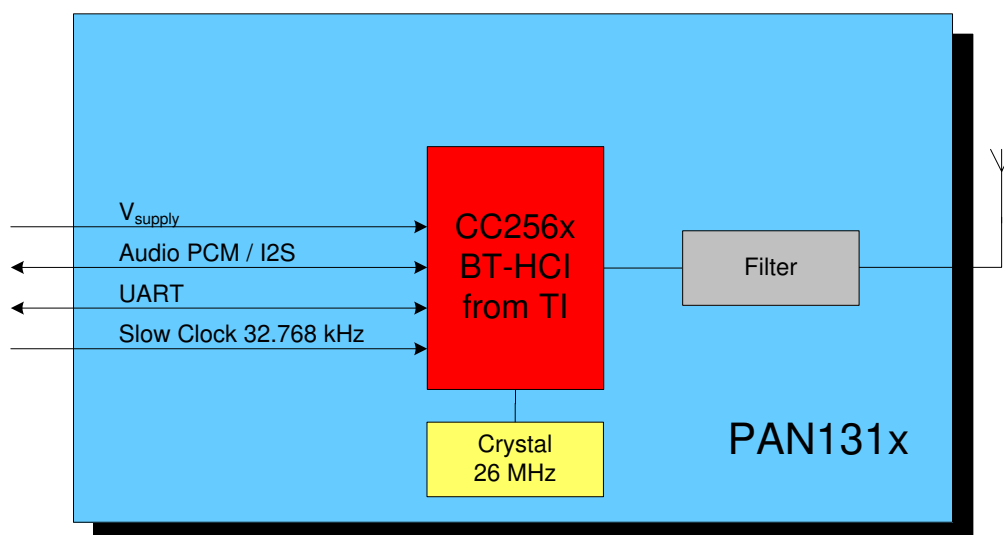 V_supply
Audio PCM / I2S
UART
Slow Clock 32.768 kHz
CC256x
BT-HCI
from TI
Filter
Crystal
26 MHz
PAN131x